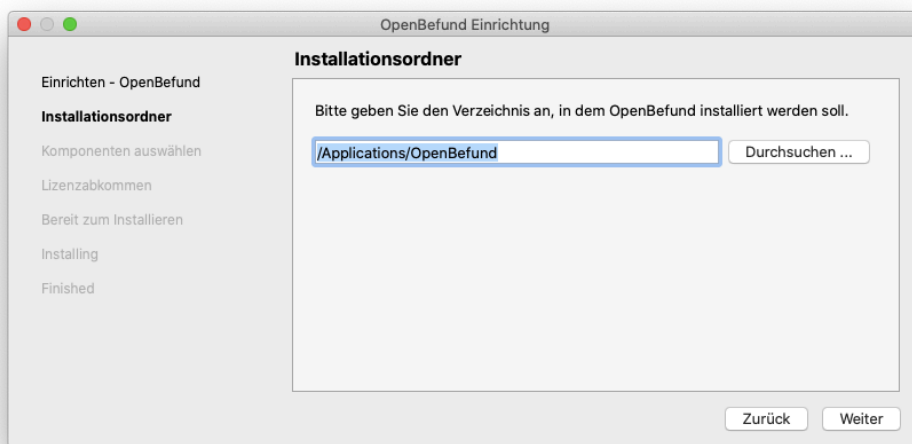 OpenBefund Einrichtung
Einrichten - OpenBefund
Installationsordner
Komponenten auswählen
Lizenzabkommen
Bereit zum Installieren
Installing
Finished
Installationsordner
Bitte geben Sie den Verzeichnis an, in dem OpenBefund installiert werden soll.
/Applications/OpenBefund
Durchsuchen ...
Zurück
Weiter